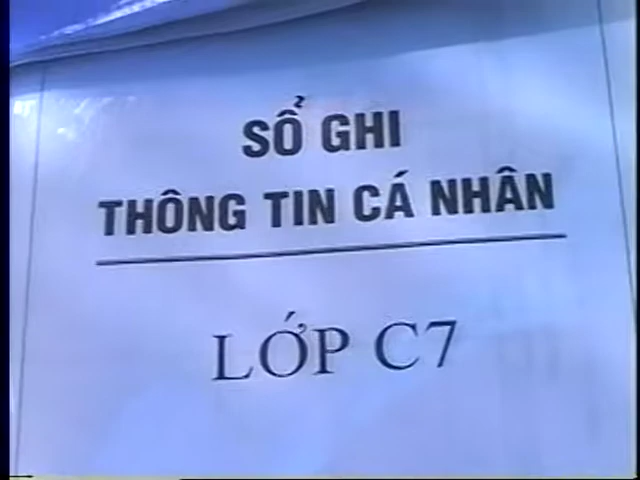 SỔ GHI
THÔNG TIN CÁ NHÂN
LỚP C7